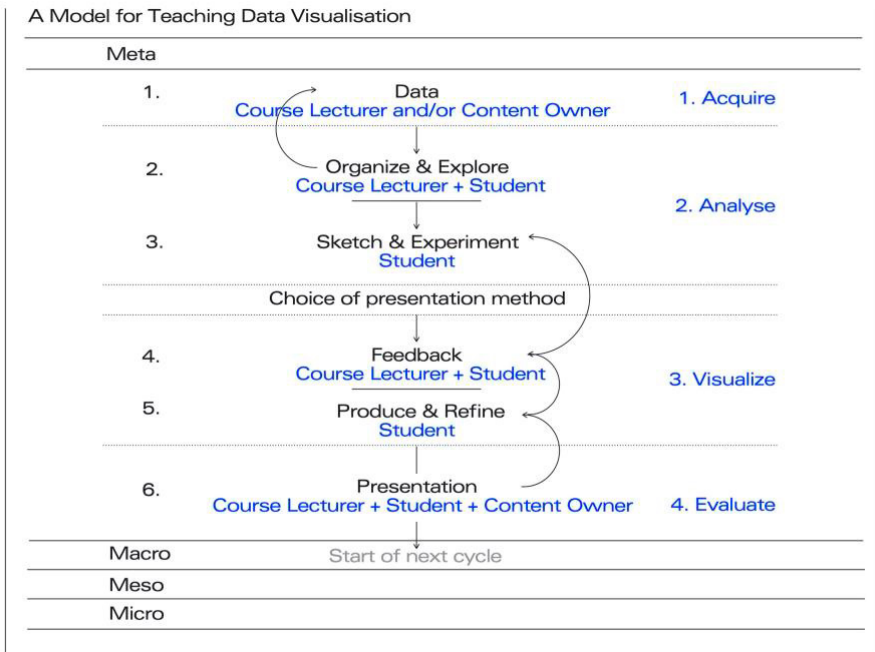 A Model for Teaching Data Visualisation
Meta
1.
Data
Course Lecturer and/or Content Owner
1. Acquire
2.
Organize & Explore
Course Lecturer + Student
2. Analyse
3.
Sketch & Experiment
Student
Choice of presentation method
4.
Feedback
Course Lecturer + Student
3. Visualize
5.
Produce & Refine
Student
6.
Presentation
Course Lecturer + Student + Content Owner
4. Evaluate
Macro
Start of next cycle
Meso
Micro